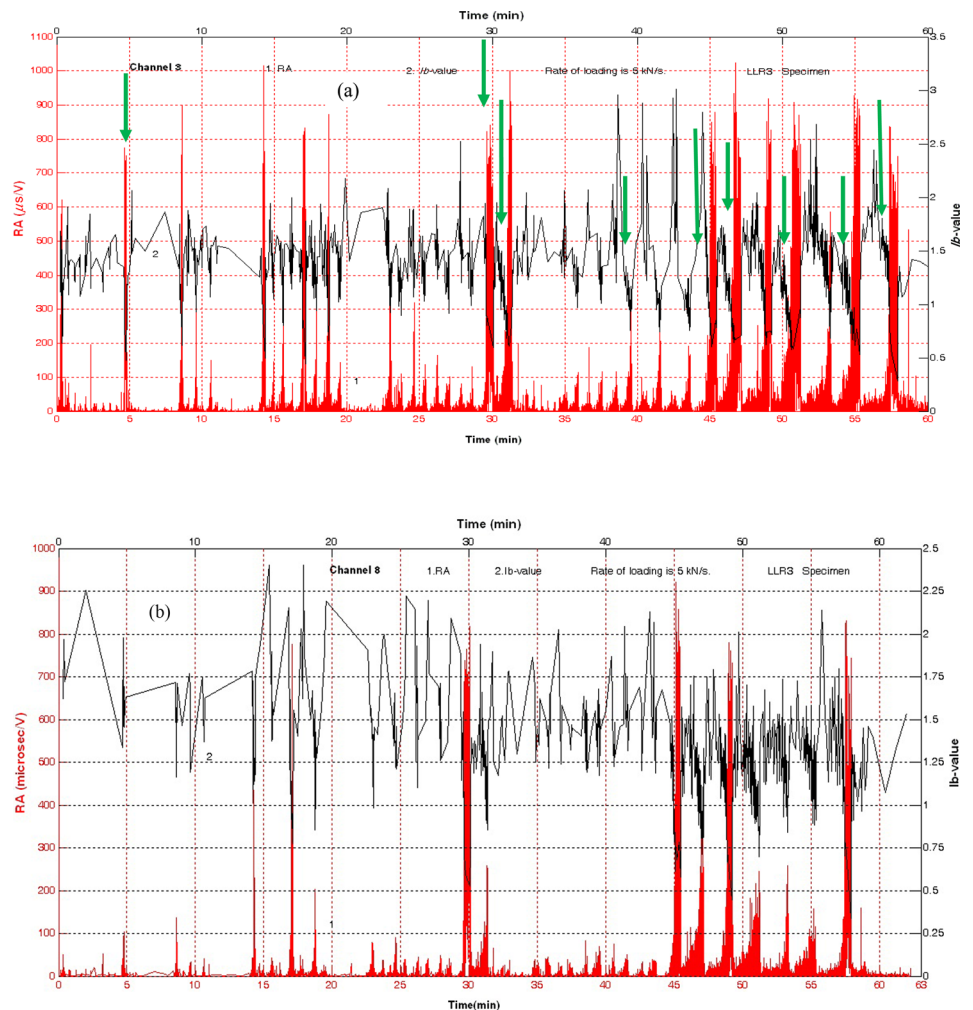 Time (min)
0 10 20 30 40 50 60
1100 3.5
Channel 3 1. RA 2. Ib-value Rate of loading is 5 kN/s. LLR3 Specimen
1000
(a)
3
900
800
2.5
700
600 2
RA (μs/V)
500
Ib-value
1.5
2
400
300 1
200
0.5
100
1
0 0
0 5 10 15 20 25 30 35 40 45 50 55 60
Time (min)
Time (min)
0 10 20 30 40 50 60
1000 2.5
Channel 8 1.RA 2.Ib-value Rate of loading is 5 kN/s. LLR3 Specimen
900 2.25
(b)
800 2
700 1.75
600 1.5
RA (microsec/V)
2
500 1.25
Ib-value
400 1
300 0.75
200 0.5
1
100 0.25
0 0
0 5 10 15 20 25 30 35 40 45 50 55 60 63
Time(min)